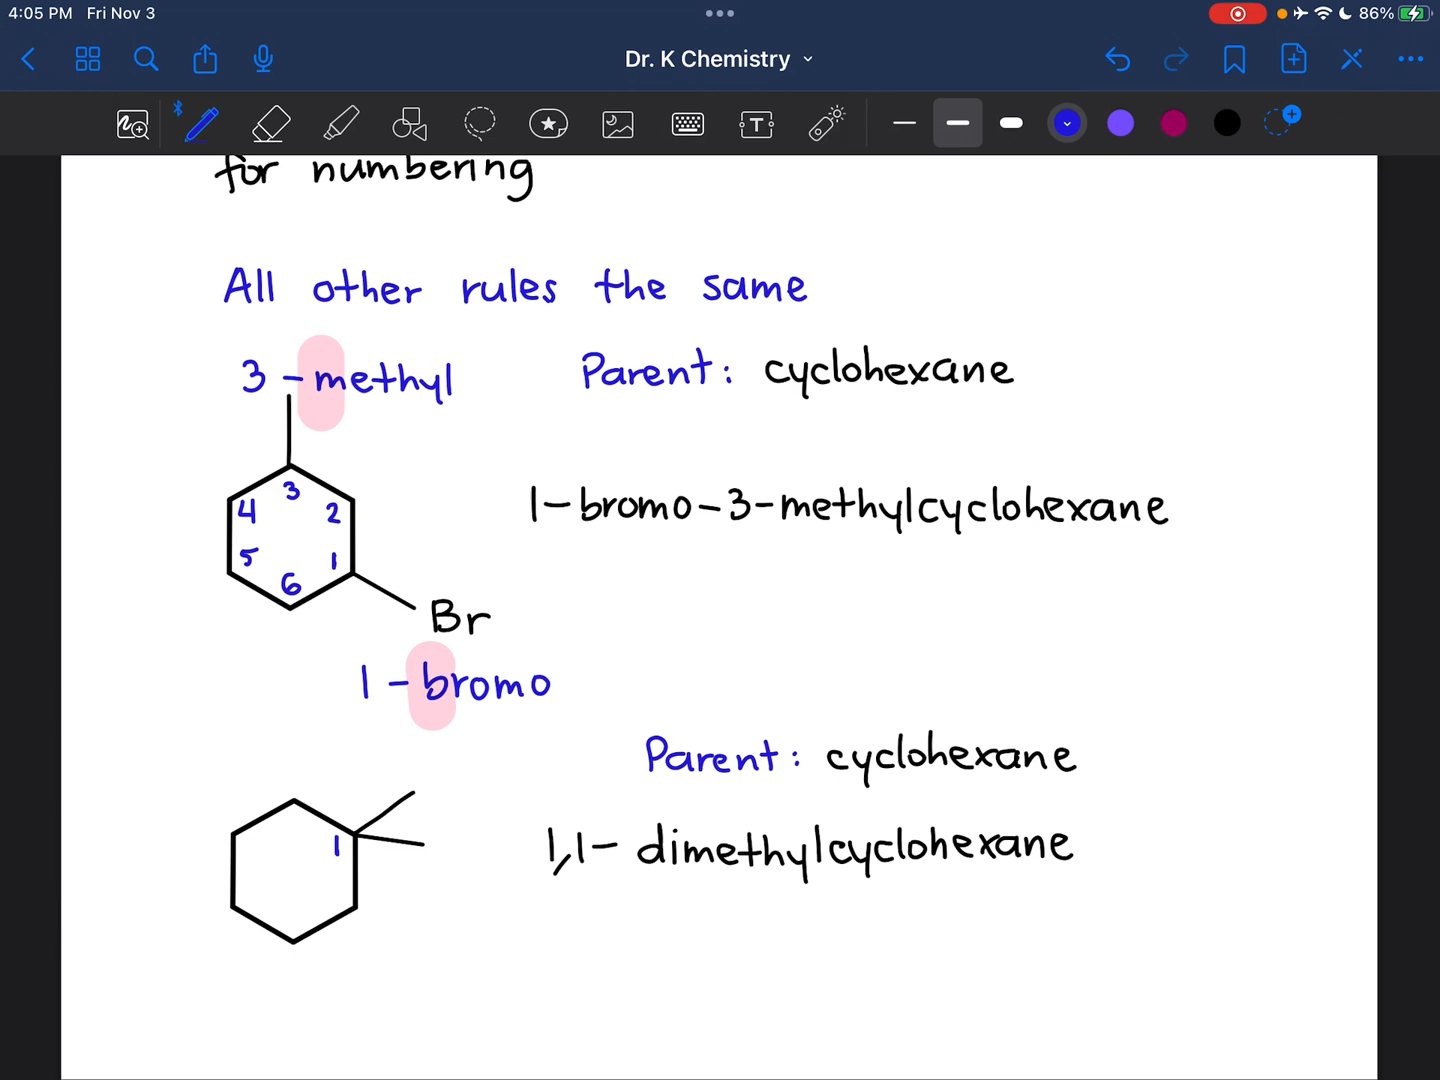 4:05 PM Fri Nov 3
86%
Dr. K Chemistry
T
for numbering
All other rules the same
3-methyl
Parent: cyclohexane
3
4
2
1-bromo-3-methylcyclohexane
5
1
6
Br
1-bromo
Parent: cyclohexane
1
1,1-dimethylcyclohexane